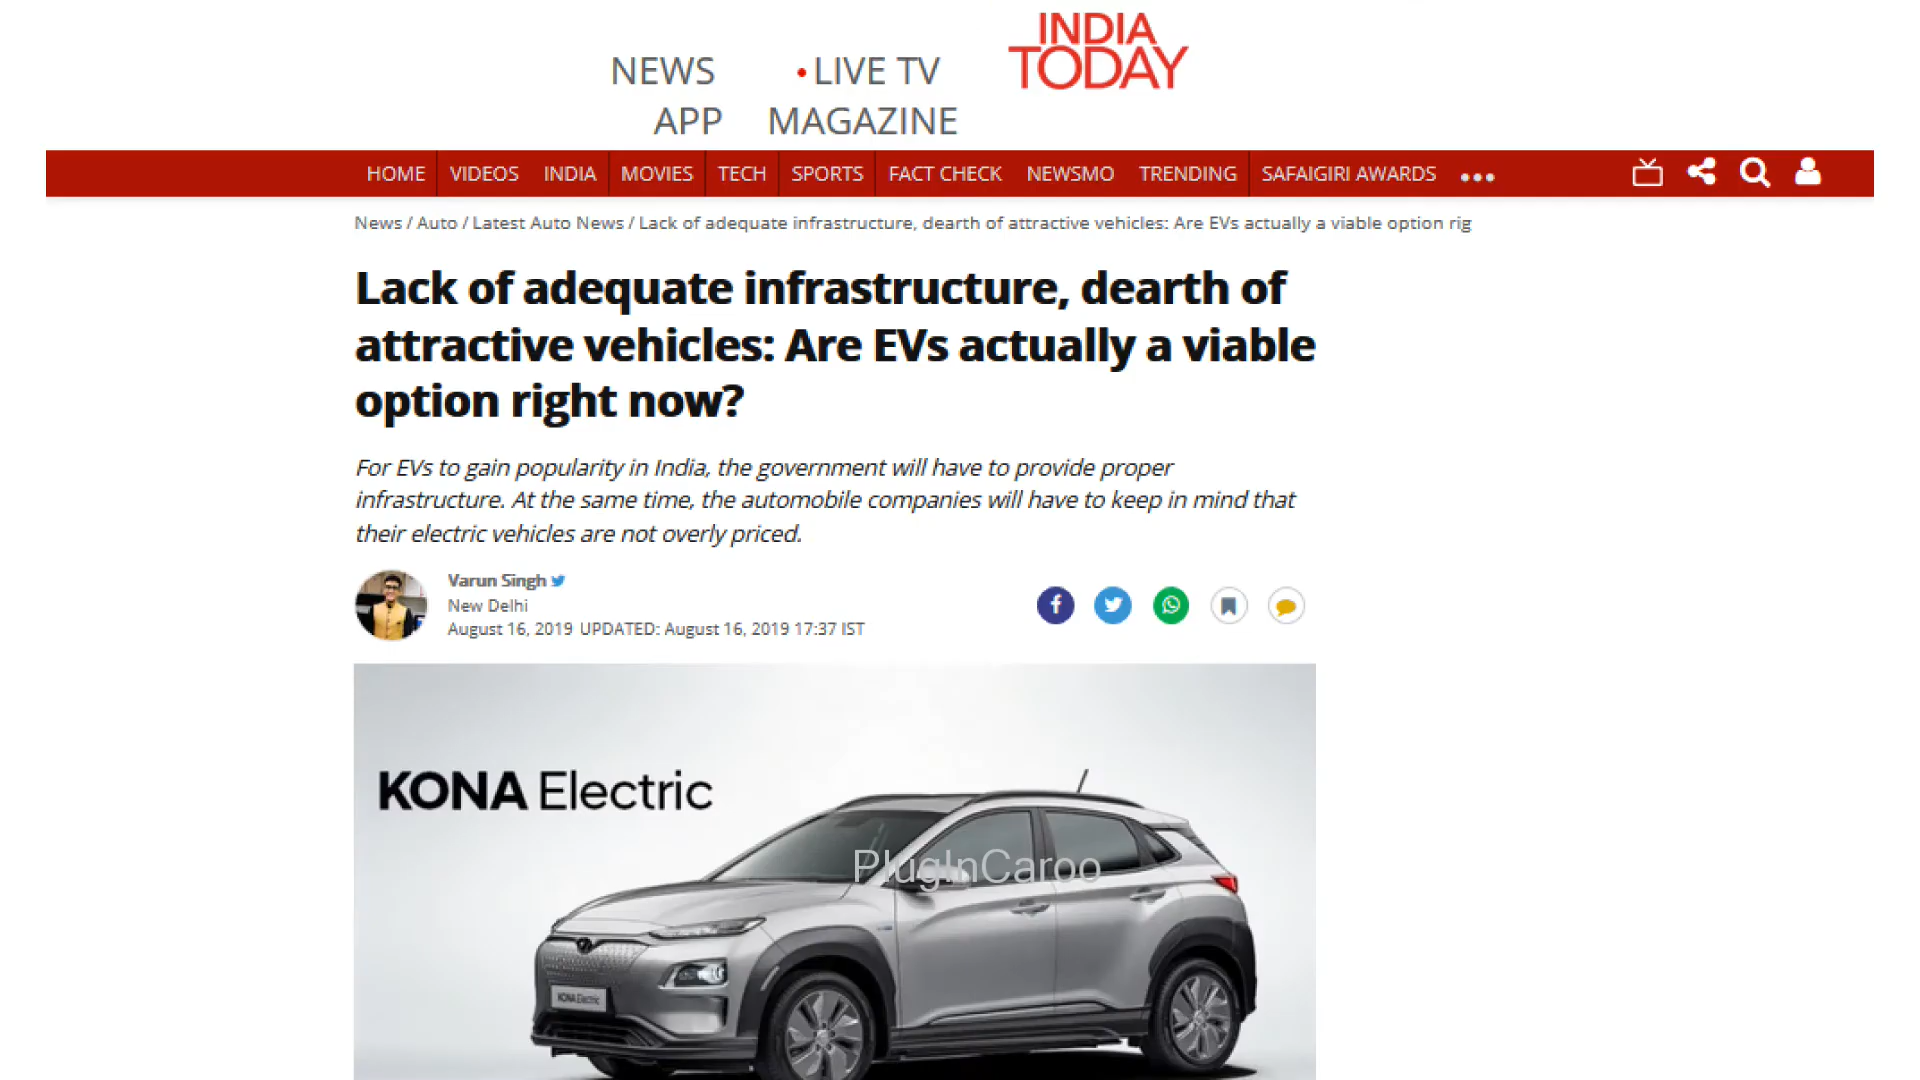 INDIA
TODAY
NEWS
• LIVE TV
APP
MAGAZINE
HOME
VIDEOS
INDIA
MOVIES
TECH
SPORTS
FACT CHECK
NEWSMO
TRENDING
SAFAIGIRI AWARDS
News / Auto / Latest Auto News / Lack of adequate infrastructure, dearth of attractive vehicles: Are EVs actually a viable option rig
Lack of adequate infrastructure, dearth of
attractive vehicles: Are EVs actually a viable
option right now?
For EVs to gain popularity in India, the government will have to provide proper
infrastructure. At the same time, the automobile companies will have to keep in mind that
their electric vehicles are not overly priced.
Varun Singh
New Delhi
August 16, 2019 UPDATED: August 16, 2019 17:37 IST
KONA Electric
PlugInCaroo
KONA Electric